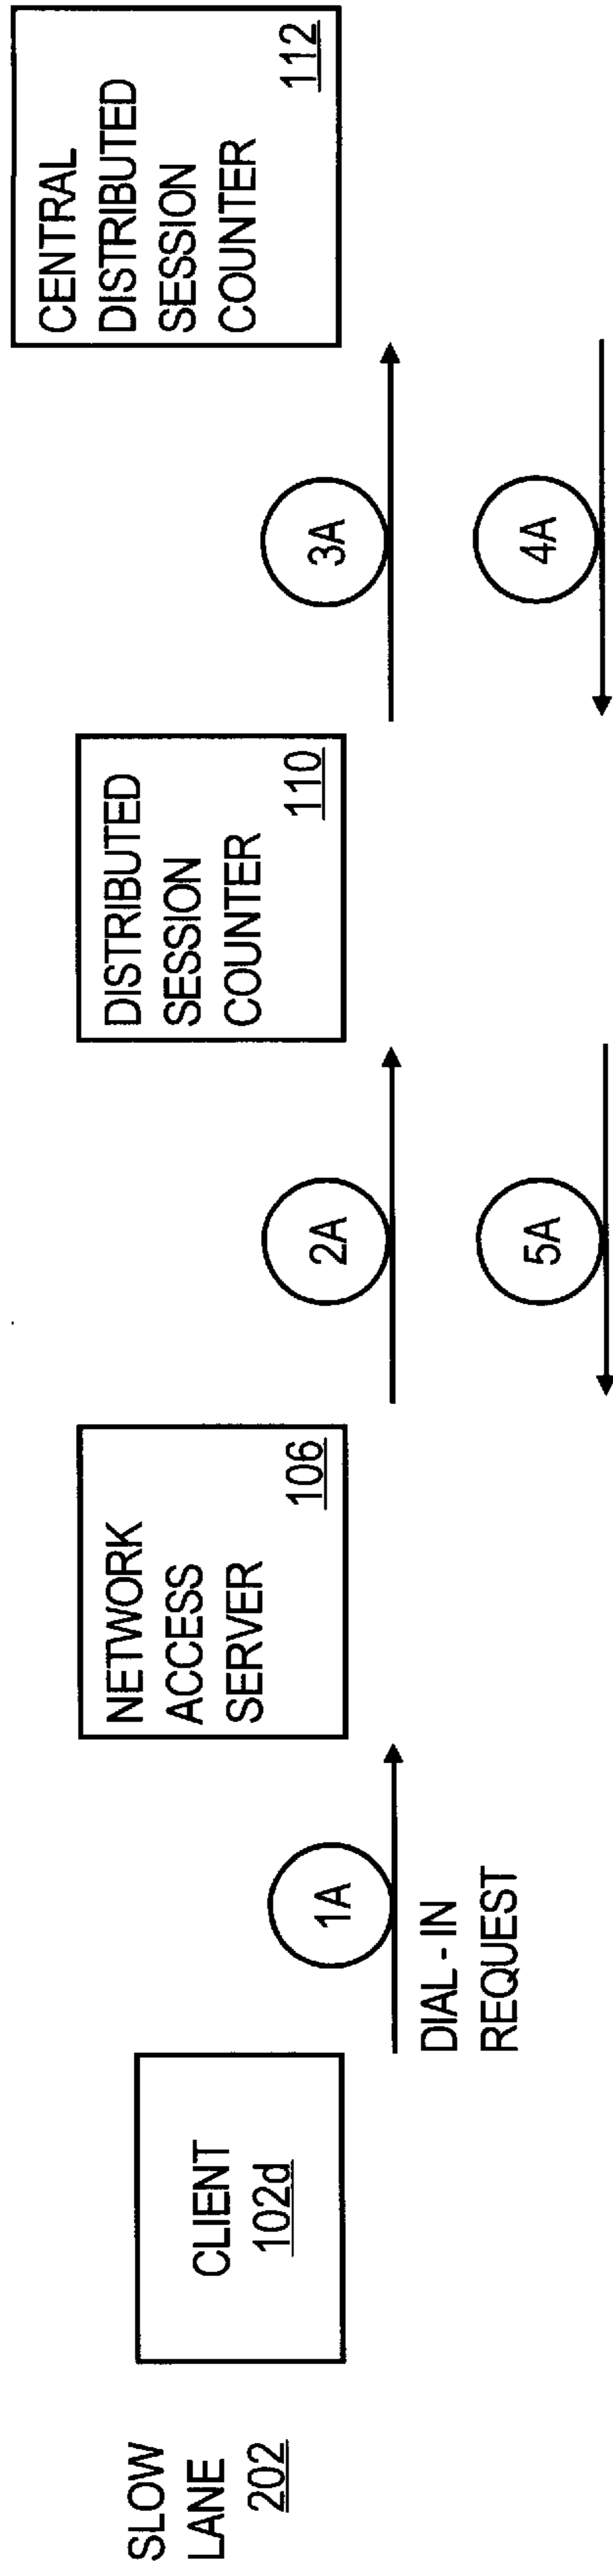 SLOW
LANE
202
CLIENT
102d
1A
DIAL - IN
REQUEST
NETWORK
ACCESS
SERVER
106
2A
5A
DISTRIBUTED
SESSION
COUNTER
110
3A
4A
CENTRAL
DISTRIBUTED
SESSION
COUNTER
112